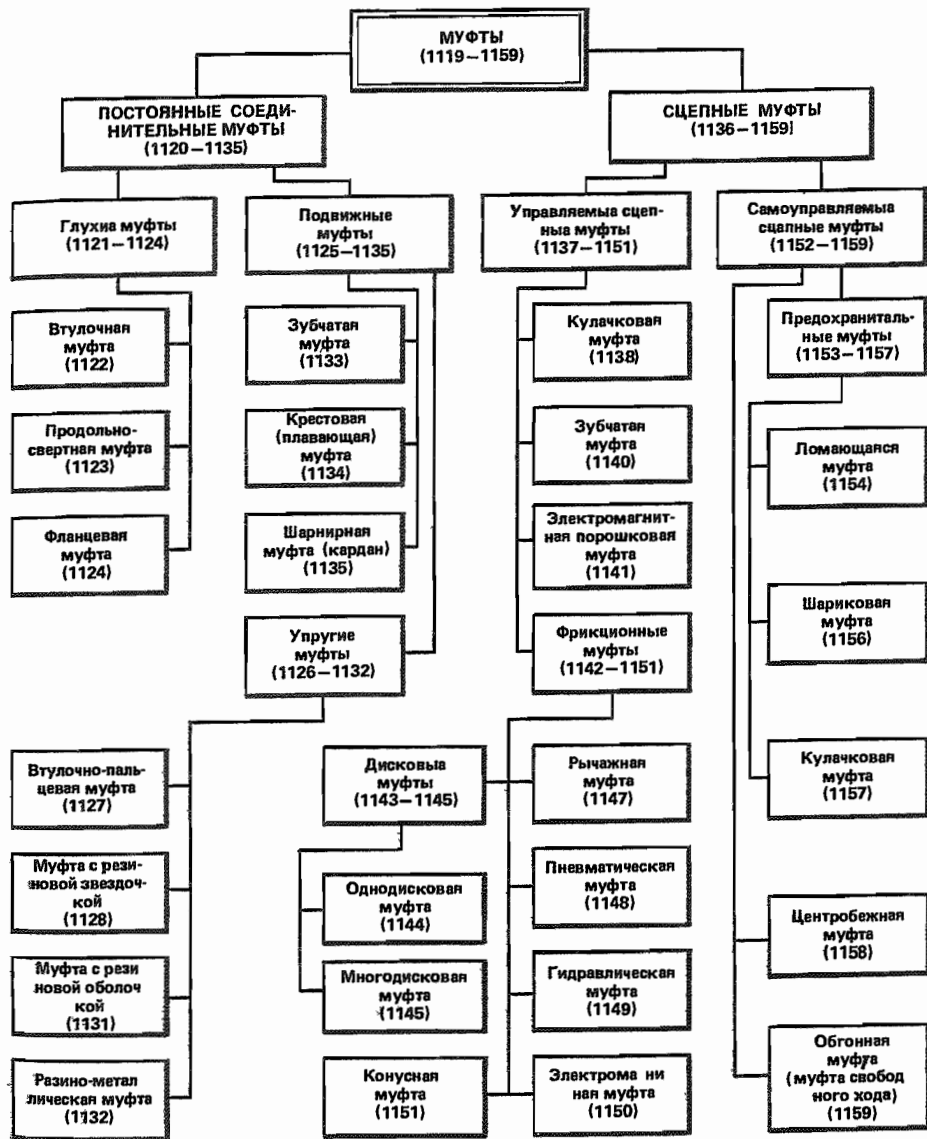 МУФТЫ
(1119—1159)
ПОСТОЯННЫЕ СОЕДИ-
НИТЕЛЬНЫЕ МУФТЫ
(1120—1135)
СЦЕПНЫЕ МУФТЫ
(1136—1159)
Глухиа муфты
(1121—1124)
Подвижные
муфты
(1125—1135)
Управляемыа сцеп-
ныа муфты
(1137—1151)
Самоуправляемыа
сцапные муфты
(1152—1159)
Втулочная
муфта
(1122)
Продольно-
свертная муфта
(1123)
Фланцевая
муфта
(1124)
Зубчатая
муфта
(1133)
Крестовая
(плавающая)
муфта
(1134)
Шарнирная
муфта (кардан)
(1135)
Упругие
муфты
(1126—1132)
Кулачковая
муфта
(1138)
Зубчатая
муфта
(1140)
Электромагнит-
ная порошковая
муфта
(1141)
Фрикционные
муфты
(1142—1151)
Предохраниталь-
ные муфты
(1153—1157)
Ломающаяся
муфта
(1154)
Шариковая
муфта
(1156)
Кулачковая
муфта
(1157)
Втулочно-паль-
цевая муфта
(1127)
Муфта с рези-
новой звездоч-
кой
(1128)
Муфта с рези
новой оболоч
кой
(1131)
Разино-метал
лическая муфта
(1132)
Дисковыа
муфты
(1143—1145)
Однодисковая
муфта
(1144)
Многодисковая
муфта
(1145)
Конусная
муфта
(1151)
Рычажная
муфта
(1147)
Пневматическая
муфта
(1148)
Гидравлическая
муфта
(1149)
Электрома ни
ная муфта
(1150)
Центробежная
муфта
(1158)
Обгонная
муфта
(муфта свобод
ного хода)
(1159)